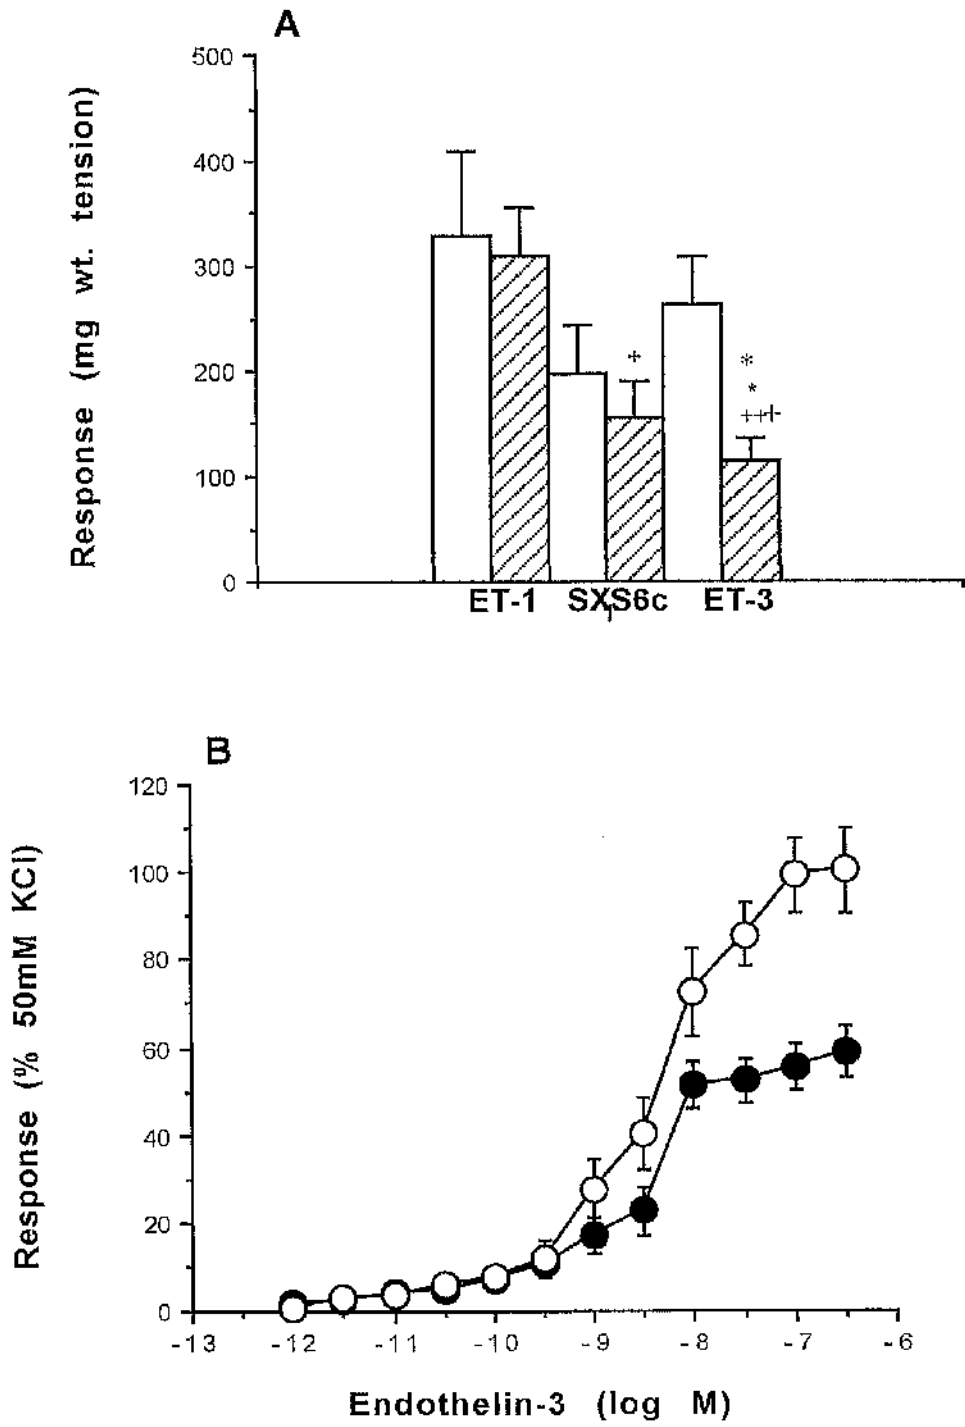 A
500
400
300
200
100
0
Response (mg wt. tension)
+
*
*
+++
ET-1 SXS6c ET-3
B
120
100
80
60
40
20
0
Response (% 50mM KCl)
-13 -12 -11 -10 -9 -8 -7 -6
Endothelin-3 (log M)